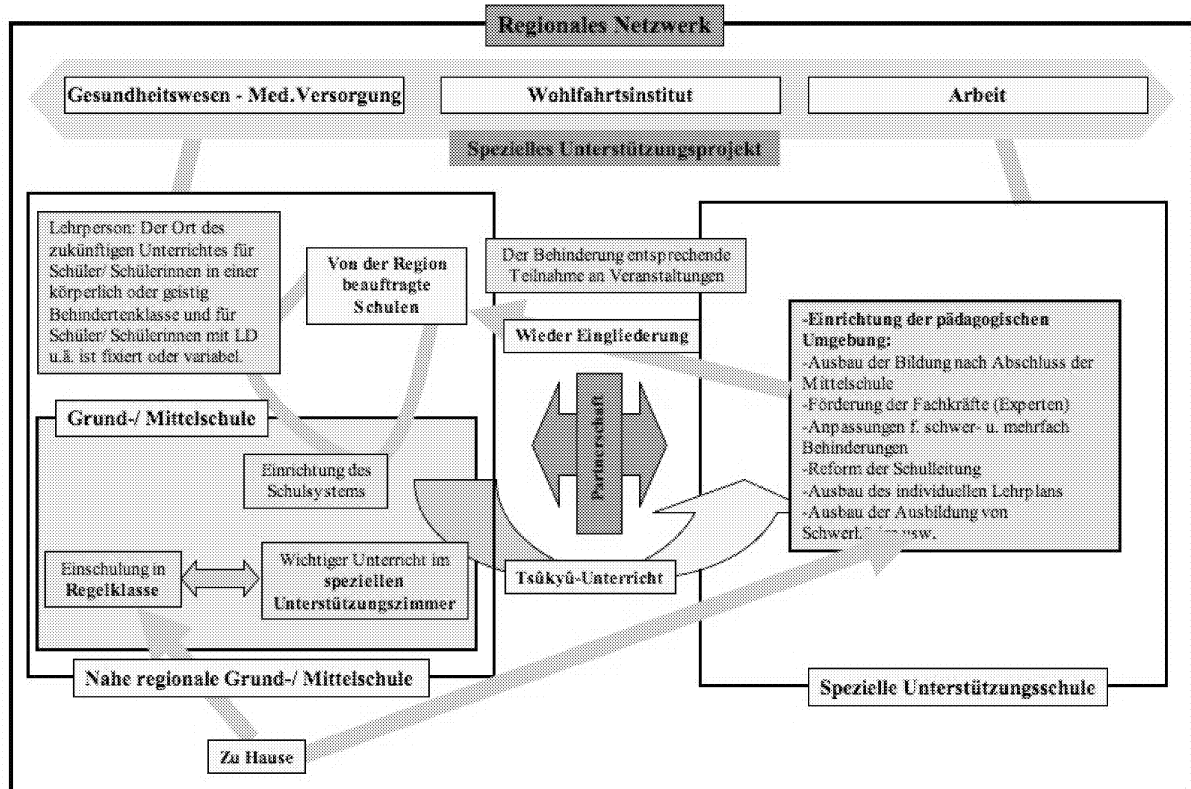 Regionales Netzwerk
Gesundheitswesen - Med.Versorgung
Wohlfahrtsinstitut
Arbeit
Spezielles Unterstützungsprojekt
Lehrperson: Der Ort des
zukünftigen Unterrichtes für
Schüler/ Schülerinnen in einer
körperlich oder geistig
Behindertenklasse und für
Schüler/ Schülerinnen mit LD
u.ä. ist fixiert oder variabel.
Von der Region
beauftragte
Schulen
Der Behinderung entsprechende
Teilnahme an Veranstaltungen
Wieder Eingliederung
-Einrichtung der pädagogischen
Umgebung:
-Ausbau der Bildung nach Abschluss der
Mittelschule
-Förderung der Fachkräfte (Experten)
-Anpassungen f. schwer- u. mehrfach
Behinderungen
-Reform der Schulleitung
-Ausbau des individuellen Lehrplans
-Ausbau der Ausbildung von
usw.
Partnerschaft
Grund-/ Mittelschule
Einrichtung des
Schulsystems
Einschulung in
Regelklasse
Wichtiger Unterricht im
speziellen
Unterstützungszimmer
Tsûkyû-Unterricht
Nahe regionale Grund-/ Mittelschule
Spezielle Unterstützungsschule
Zu Hause